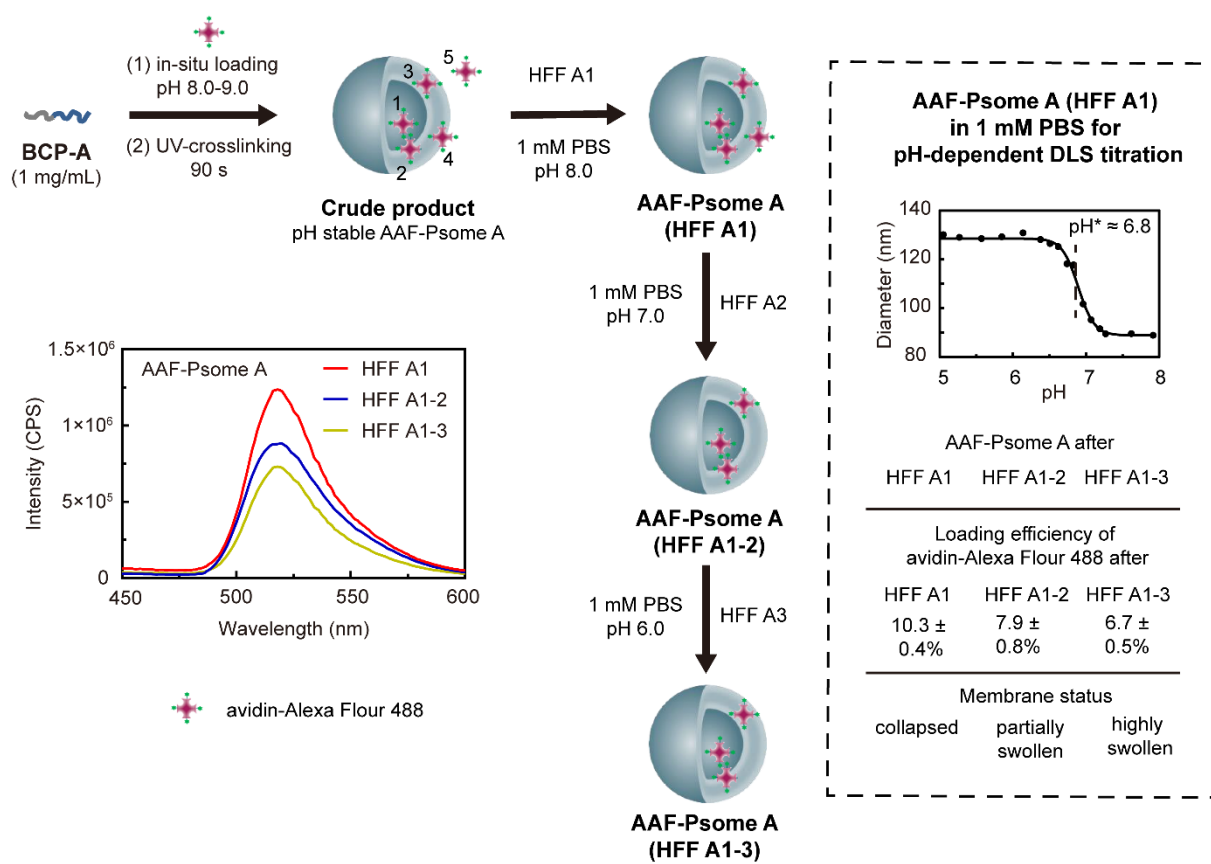 (1) in-situ loading
pH 8.0-9.0
(2) UV-crosslinking
90 s
BCP-A
(1 mg/mL)
1
2
3
4
5
Crude product
pH stable AAF-Psome A
HFF A1
1 mM PBS
pH 8.0
AAF-Psome A
(HFF A1)
1 mM PBS
pH 7.0
HFF A2
AAF-Psome A
(HFF A1-2)
1 mM PBS
pH 6.0
HFF A3
AAF-Psome A
(HFF A1-3)
AAF-Psome A
HFF A1
HFF A1-2
HFF A1-3
1.5×10⁶
1×10⁶
5×10⁵
0
Intensity (CPS)
450
500
550
600
Wavelength (nm)
avidin-Alexa Flour 488
AAF-Psome A (HFF A1)
in 1 mM PBS for
pH-dependent DLS titration
140
120
100
80
Diameter (nm)
pH* ≈ 6.8
5
6
7
8
pH
AAF-Psome A after
HFF A1 HFF A1-2 HFF A1-3
Loading efficiency of
avidin-Alexa Flour 488 after
HFF A1 HFF A1-2 HFF A1-3
10.3 ± 7.9 ± 6.7 ±
0.4% 0.8% 0.5%
Membrane status
collapsed partially highly
swollen swollen